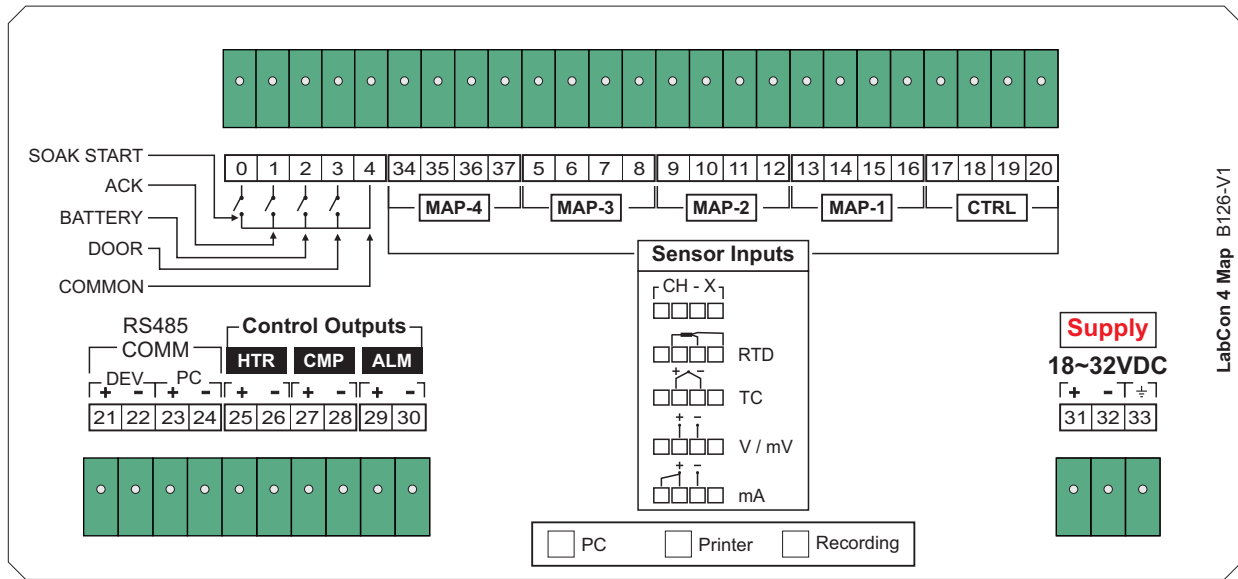 SOAK START
ACK
BATTERY
DOOR
COMMON
0 1 2 3 4 34 35 36 37 5 6 7 8 9 10 11 12 13 14 15 16 17 18 19 20
MAP-4 MAP-3 MAP-2 MAP-1 CTRL
Sensor Inputs
CH - X
RTD
+ -
TC
+ -
V / mV
+ -
mA
RS485
COMM
DEV PC
+ - + -
21 22 23 24
Control Outputs
HTR CMP ALM
+ - + - + -
25 26 27 28 29 30
Supply
18~32VDC
+ -
31 32 33
PC Printer Recording
LabCon 4 Map B126-V1